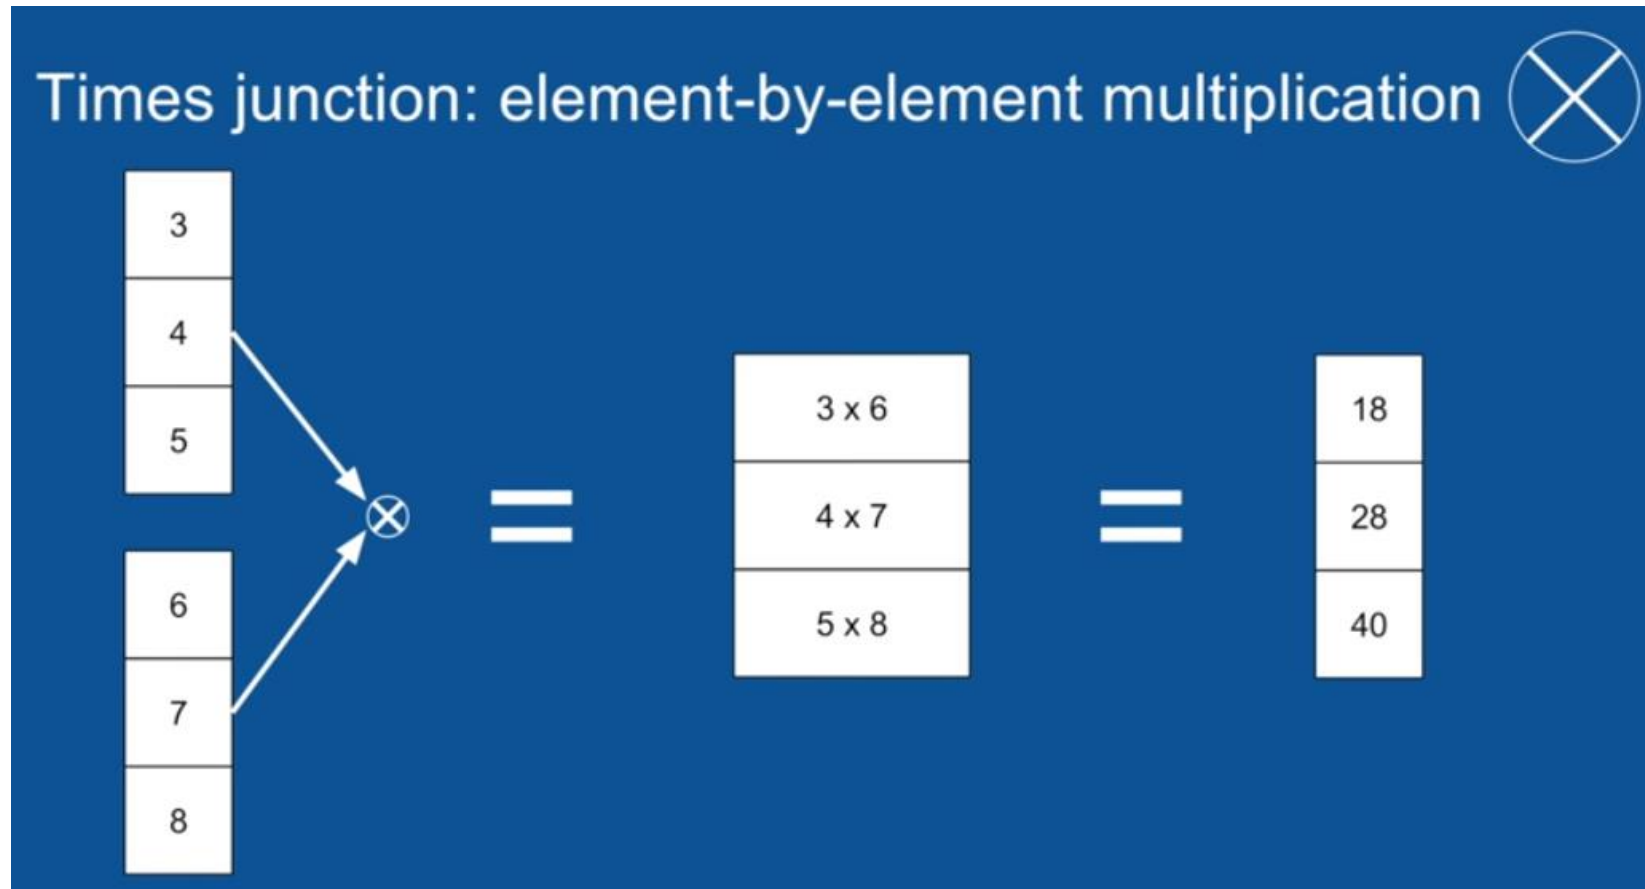 Times junction: element-by-element multiplication
3
4
5
6
7
8
=
3 x 6
4 x 7
5 x 8
=
18
28
40